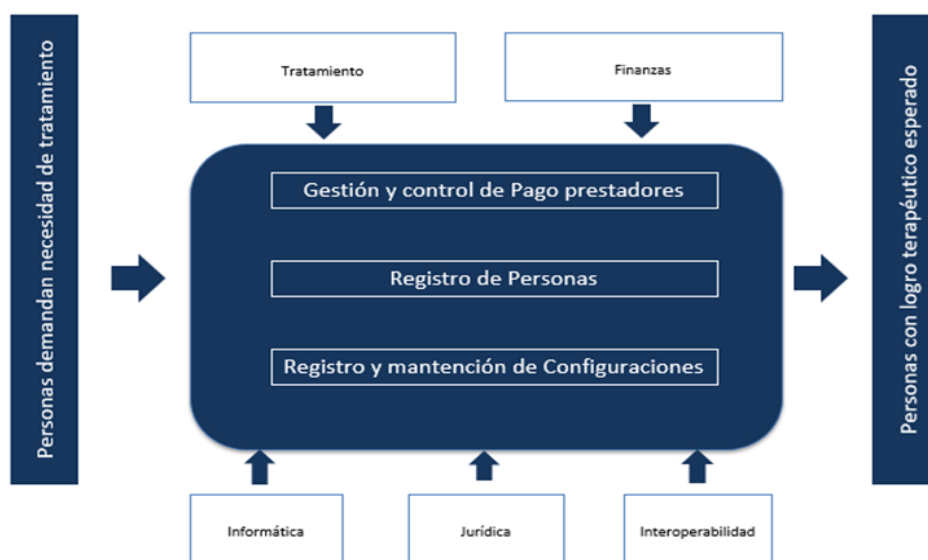 Personas demandan necesidad de tratamiento
Tratamiento
Finanzas
Gestión y control de Pago prestadores
Registro de Personas
Registro y mantención de Configuraciones
Personas con logro terapéutico esperado
Informática
Jurídica
Interoperabilidad